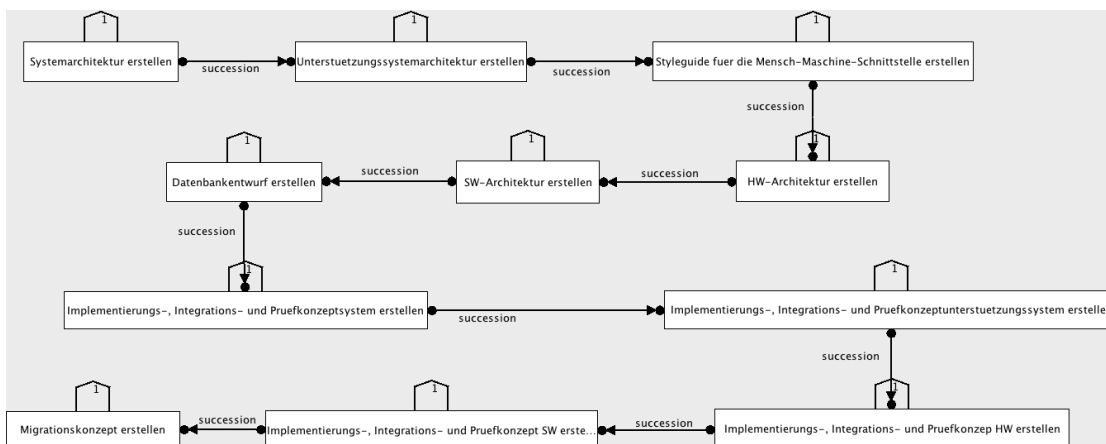 1
1
1
Systemarchitektur erstellen
succession
Unterstuetzungssystemarchitektur erstellen
succession
Styleguide fuer die Mensch-Maschine-Schnittstelle erstellen
succession
1
1
1
Datenbankentwurf erstellen
succession
SW-Architektur erstellen
succession
HW-Architektur erstellen
succession
1
1
Implementierungs-, Integrations- und Pruefkonzeptsystem erstellen
succession
Implementierungs-, Integrations- und Pruefkonzeptunterstuetzungssystem erstelle
succession
1
1
1
Migrationskonzept erstellen
succession
Implementierungs-, Integrations- und Pruefkonzept SW erste...
succession
Implementierungs-, Integrations- und Pruefkonzep HW erstellen